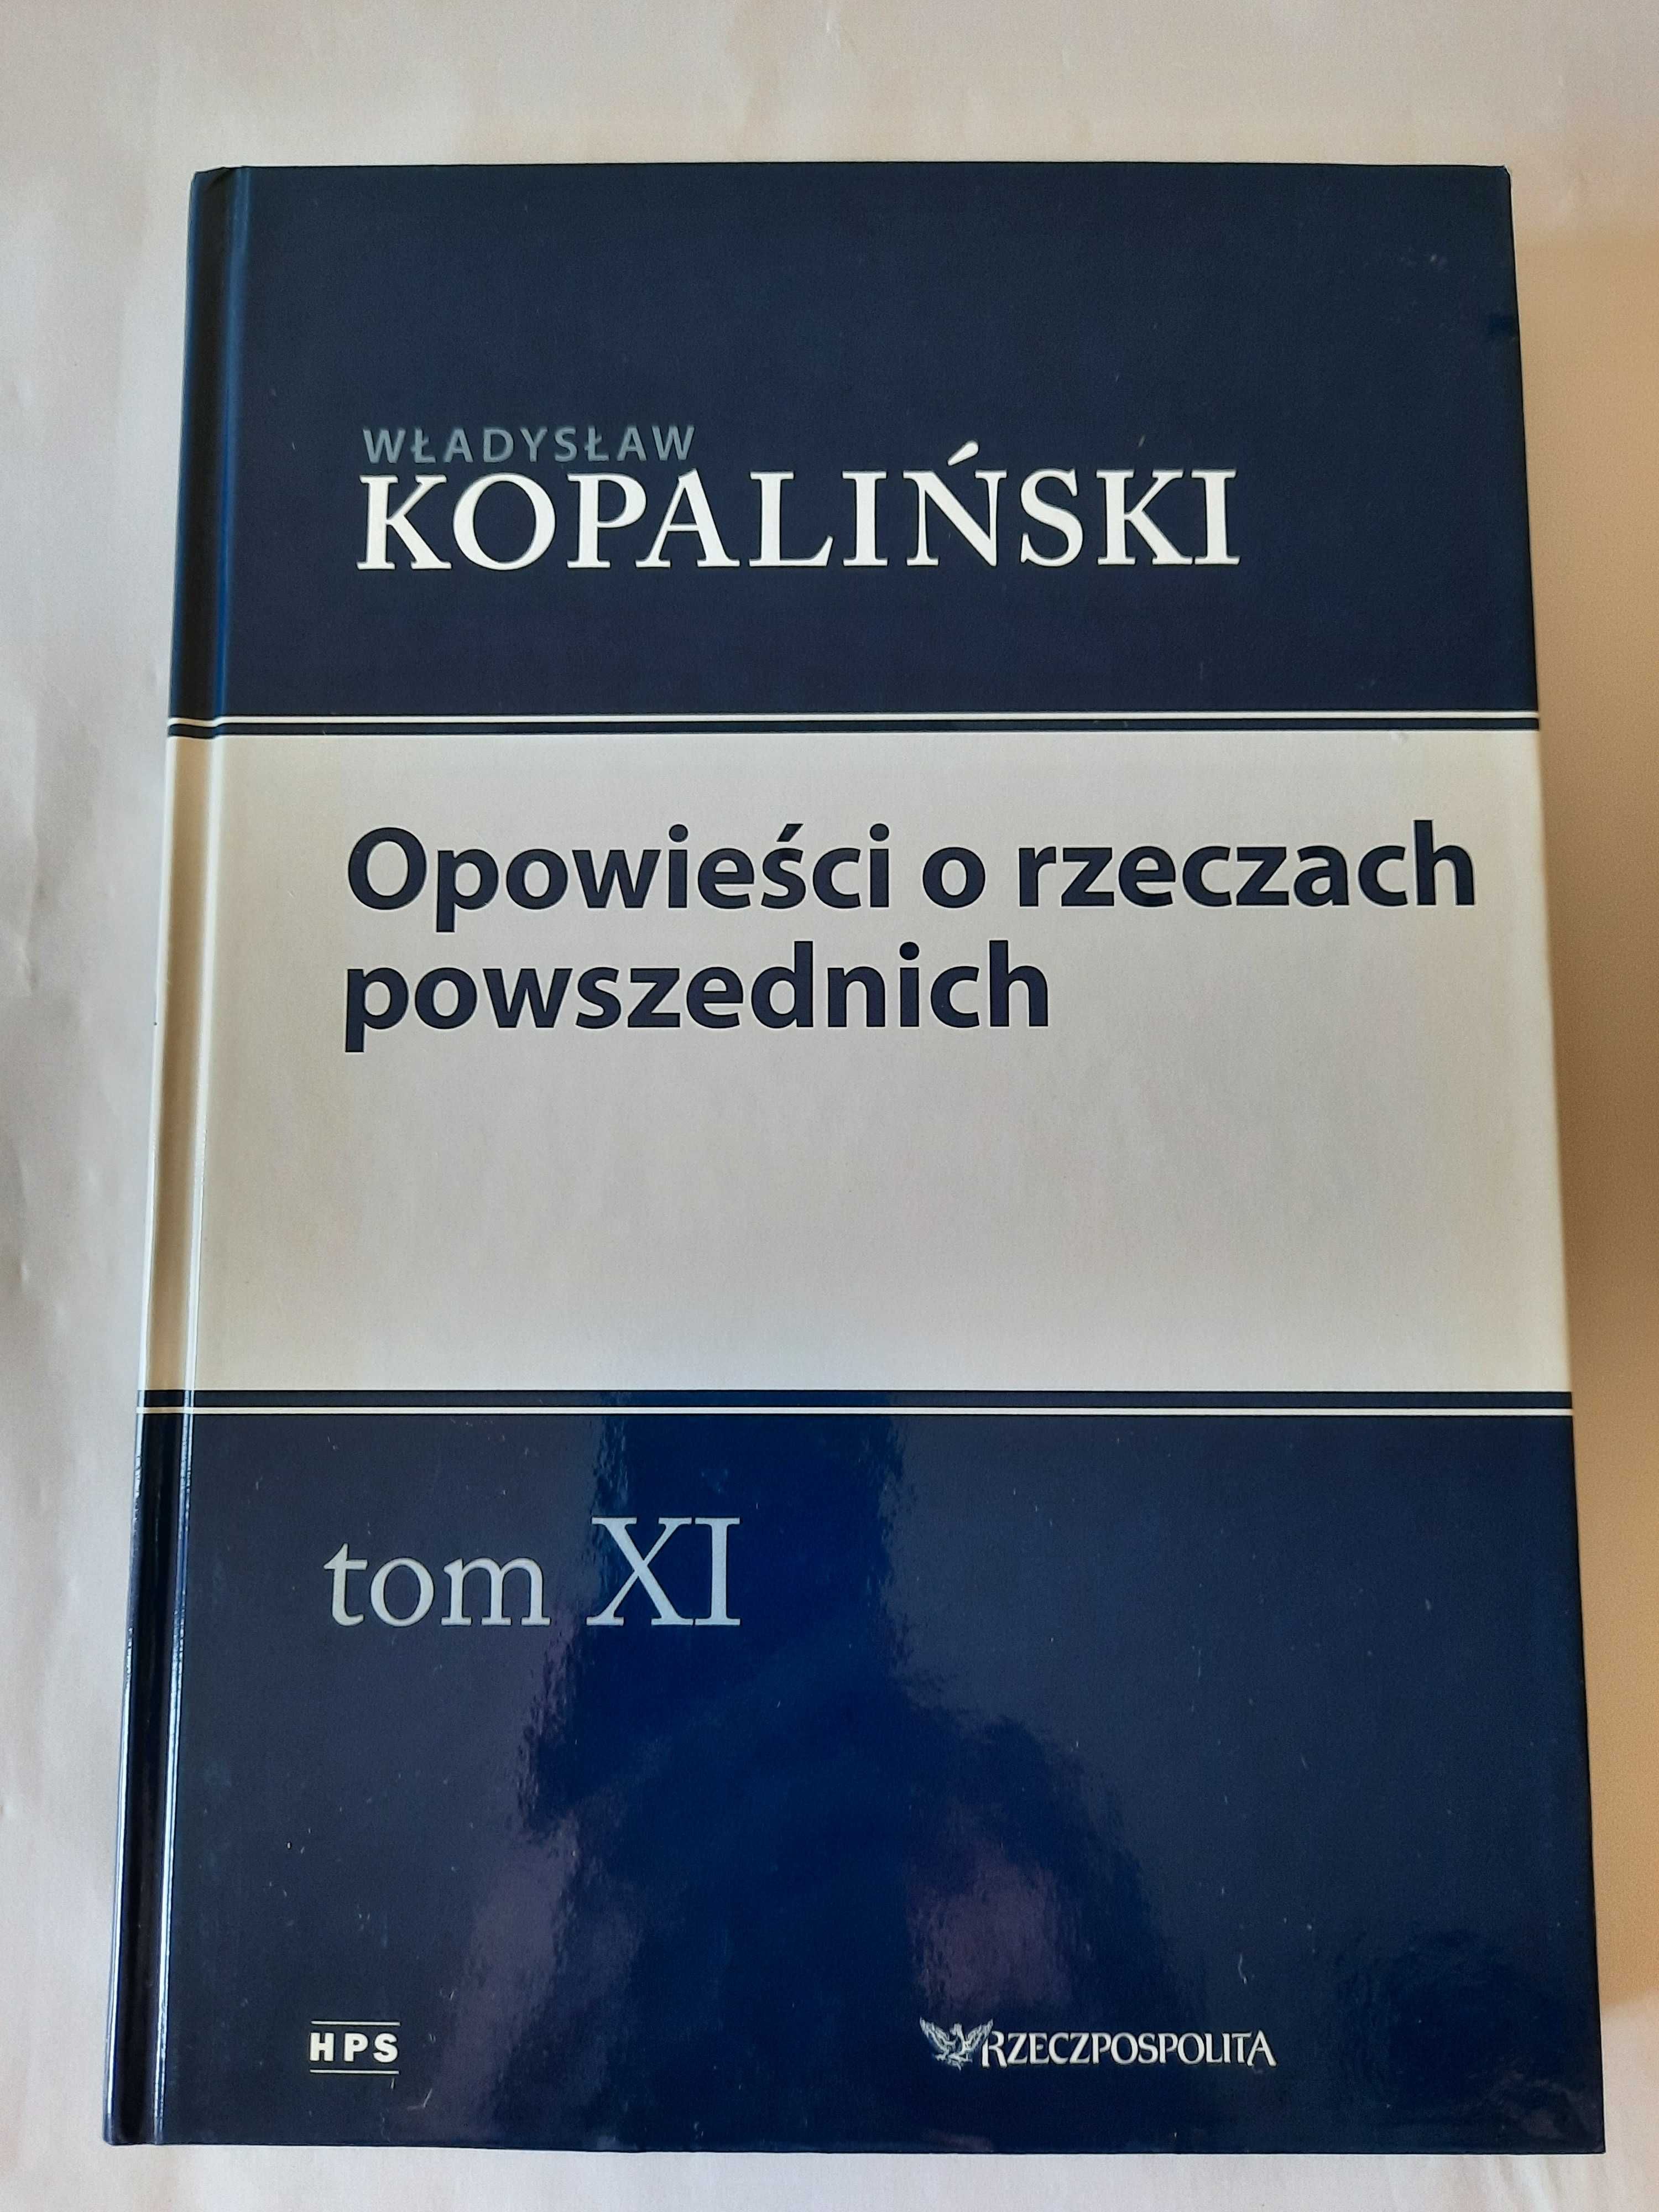 WŁADYSŁAW
KOPALIŃSKI
Opowieści o rzeczach
powszednich
tom XI
HPS
RZECZPOSPOLITA